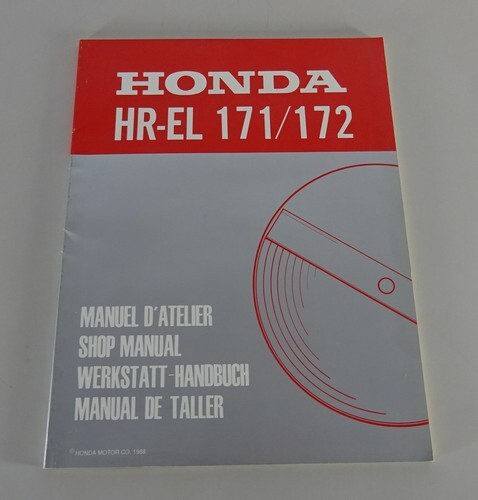 HONDA
HR-EL 171/172
MANUEL D'ATELIER
SHOP MANUAL
WERKSTATT-HANDBUCH
MANUAL DE TALLER
© HONDA MOTOR CO. 1988